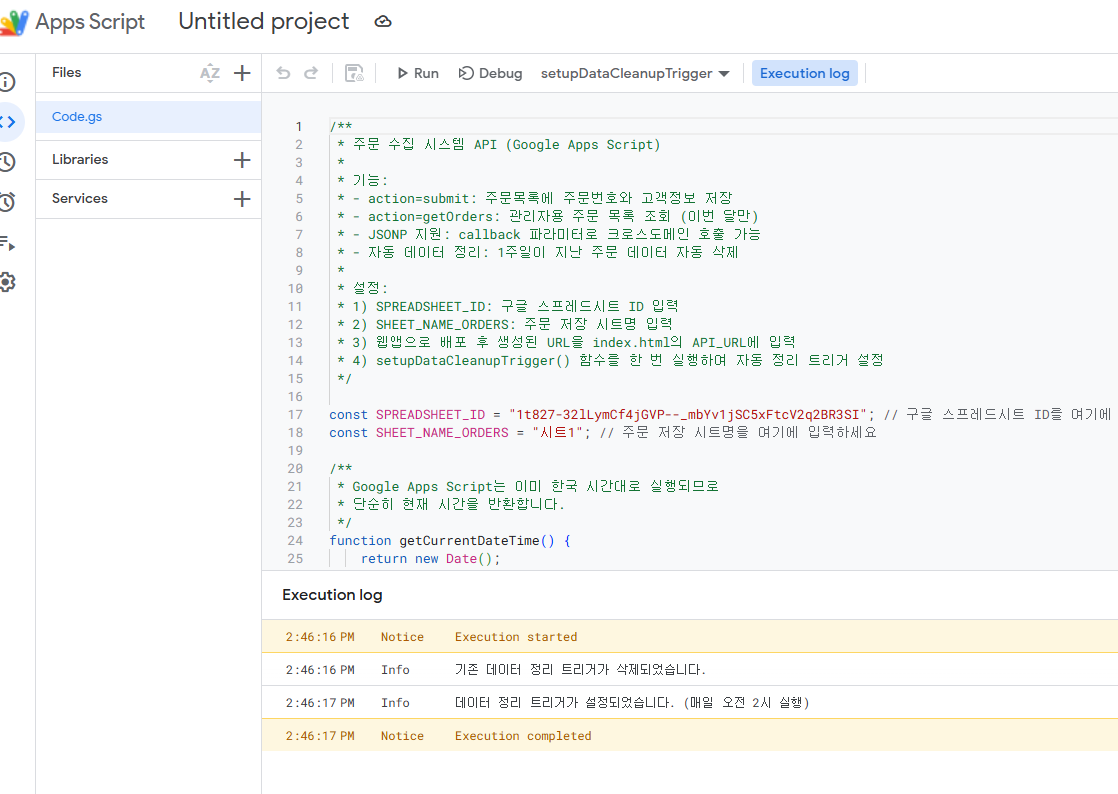 Apps Script
Untitled project
Files
AZ
Run
Debug
setupDataCleanupTrigger
Execution log
Code.gs
Libraries
Services
1 /**
2 * 주문 수집 시스템 API (Google Apps Script)
3 *
4 * 기능:
5 * - action=submit: 주문목록에 주문번호와 고객정보 저장
6 * - action=getOrders: 관리자용 주문 목록 조회 (이번 달만)
7 * - JSONP 지원: callback 파라미터로 크로스도메인 호출 가능
8 * - 자동 데이터 정리: 1주일이 지난 주문 데이터 자동 삭제
9 *
10 * 설정:
11 * 1) SPREADSHEET_ID: 구글 스프레드시트 ID 입력
12 * 2) SHEET_NAME_ORDERS: 주문 저장 시트명 입력
13 * 3) 웹앱으로 배포 후 생성된 URL을 index.html의 API_URL에 입력
14 * 4) setupDataCleanupTrigger() 함수를 한 번 실행하여 자동 정리 트리거 설정
15 */
16
17 const SPREADSHEET_ID = "1t827-32lLymCf4jGVP--_mbYv1jSC5xFtcV2q2BR3SI"; // 구글 스프레드시트 ID를 여기에
18 const SHEET_NAME_ORDERS = "시트1"; // 주문 저장 시트명을 여기에 입력하세요
19
20 /**
21 * Google Apps Script는 이미 한국 시간대로 실행되므로
22 * 단순히 현재 시간을 반환합니다.
23 */
24 function getCurrentDateTime() {
25 return new Date();
Execution log
2:46:16 PM Notice Execution started
2:46:16 PM Info 기존 데이터 정리 트리거가 삭제되었습니다.
2:46:17 PM Info 데이터 정리 트리거가 설정되었습니다. (매일 오전 2시 실행)
2:46:17 PM Notice Execution completed